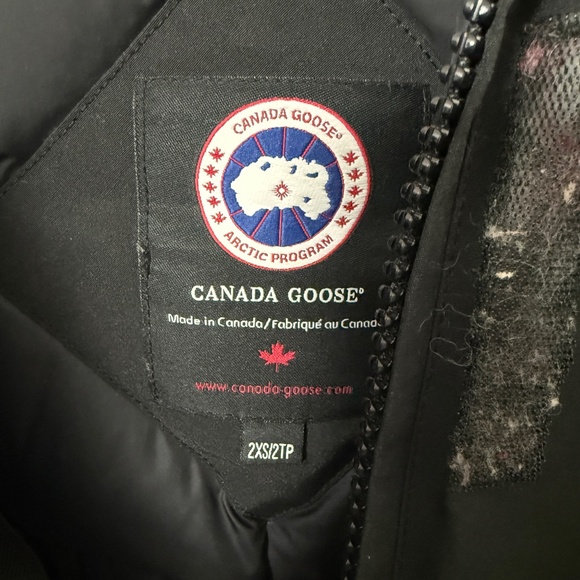 CANADA GOOSE®
ARCTIC PROGRAM
CANADA GOOSE®
Made in Canada/Fabriqué au Canada
www.canada-goose.com
2XS/2TP